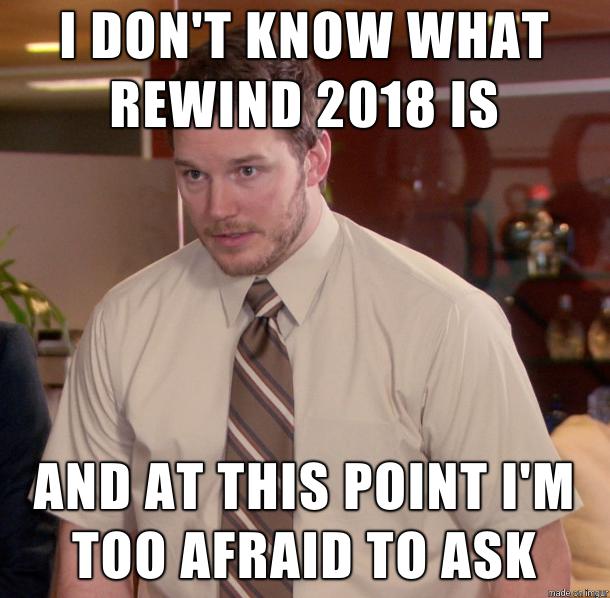 I DON'T KNOW WHAT
REWIND 2018 IS
AND AT THIS POINT I'M
TOO AFRAID TO ASK
made on imgur